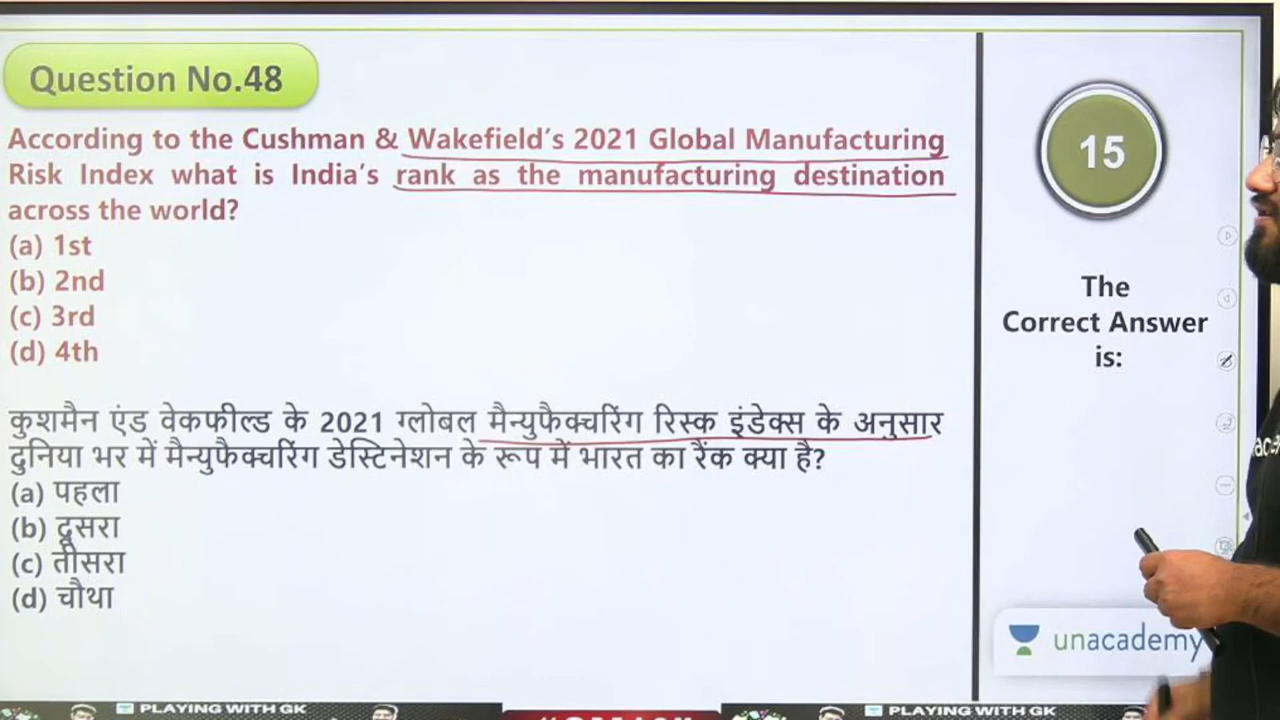 Question No.48
According to the Cushman & Wakefield's 2021 Global Manufacturing
Risk Index what is India's rank as the manufacturing destination
across the world?
(a) 1st
(b) 2nd
(c) 3rd
(d) 4th
कुशमैन एंड वेकफील्ड के 2021 ग्लोबल मैन्युफैक्चरिंग रिस्क इंडेक्स के अनुसार
दुनिया भर में मैन्युफैक्चरिंग डेस्टिनेशन के रूप में भारत का रैंक क्या है?
(a) पहला
(b) दूसरा
(c) तीसरा
(d) चौथा
15
The
Correct Answer
is:
unacademy
PLAYING WITH GK
PLAYING WITH GK